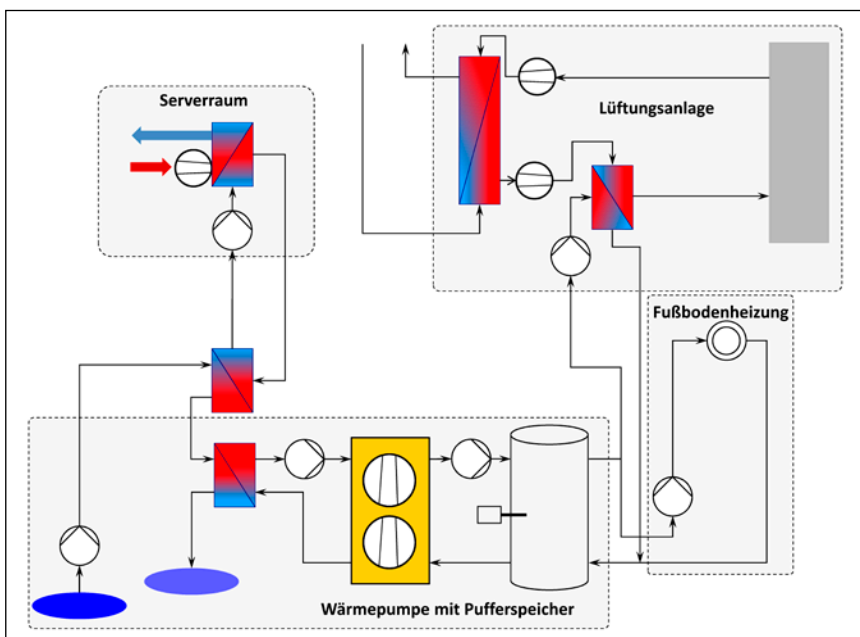 Serverraum
Lüftungsanlage
Fußbodenheizung
Wärmepumpe mit Pufferspeicher